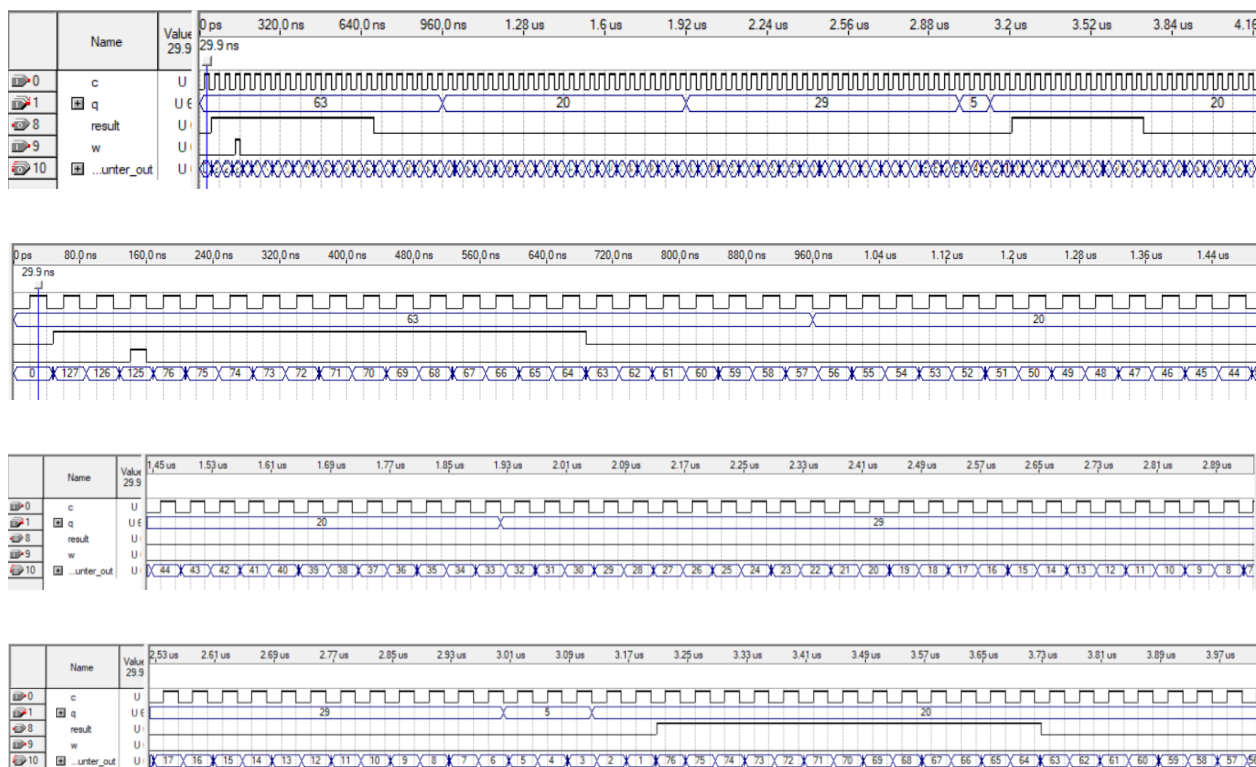 Name Value 29.9 0 ps 320,0 ns 640,0 ns 960,0 ns 1.28 us 1.6 us 1.92 us 2.24 us 2.56 us 2.88 us 3.2 us 3.52 us 3.84 us 4.16
29.9 ns
0 c U
1 q U 6 63 20 29 5 20
8 result U
9 w U
10 ...unter_out U
0 ps 80.0 ns 160,0 ns 240,0 ns 320,0 ns 400,0 ns 480,0 ns 560,0 ns 640,0 ns 720,0 ns 800,0 ns 880,0 ns 960,0 ns 1.04 us 1.12 us 1.2 us 1.28 us 1.36 us 1.44 us
29.9 ns
63 20
0 127 126 125 76 75 74 73 72 71 70 69 68 67 66 65 64 63 62 61 60 59 58 57 56 55 54 53 52 51 50 49 48 47 46 45 44
Name Value 29.9 1,45 us 1.53 us 1.61 us 1.69 us 1.77 us 1.85 us 1.93 us 2.01 us 2.09 us 2.17 us 2.25 us 2.33 us 2.41 us 2.49 us 2.57 us 2.65 us 2.73 us 2.81 us 2.89 us
0 c U
1 q U 6 20 29
8 result U
9 w U
10 ...unter_out U 44 43 42 41 40 39 38 37 36 35 34 33 32 31 30 29 28 27 26 25 24 23 22 21 20 19 18 17 16 15 14 13 12 11 10 9 8 7
Name Value 29.9 2,53 us 2.61 us 2.69 us 2.77 us 2.85 us 2.93 us 3.01 us 3.09 us 3.17 us 3.25 us 3.33 us 3.41 us 3.49 us 3.57 us 3.65 us 3.73 us 3.81 us 3.89 us 3.97 us
0 c U
1 q U 6 29 5 20
8 result U
9 w U
10 ...unter_out U 17 16 15 14 13 12 11 10 9 8 7 6 5 4 3 2 1 76 75 74 73 72 71 70 69 68 67 66 65 64 63 62 61 60 59 58 57